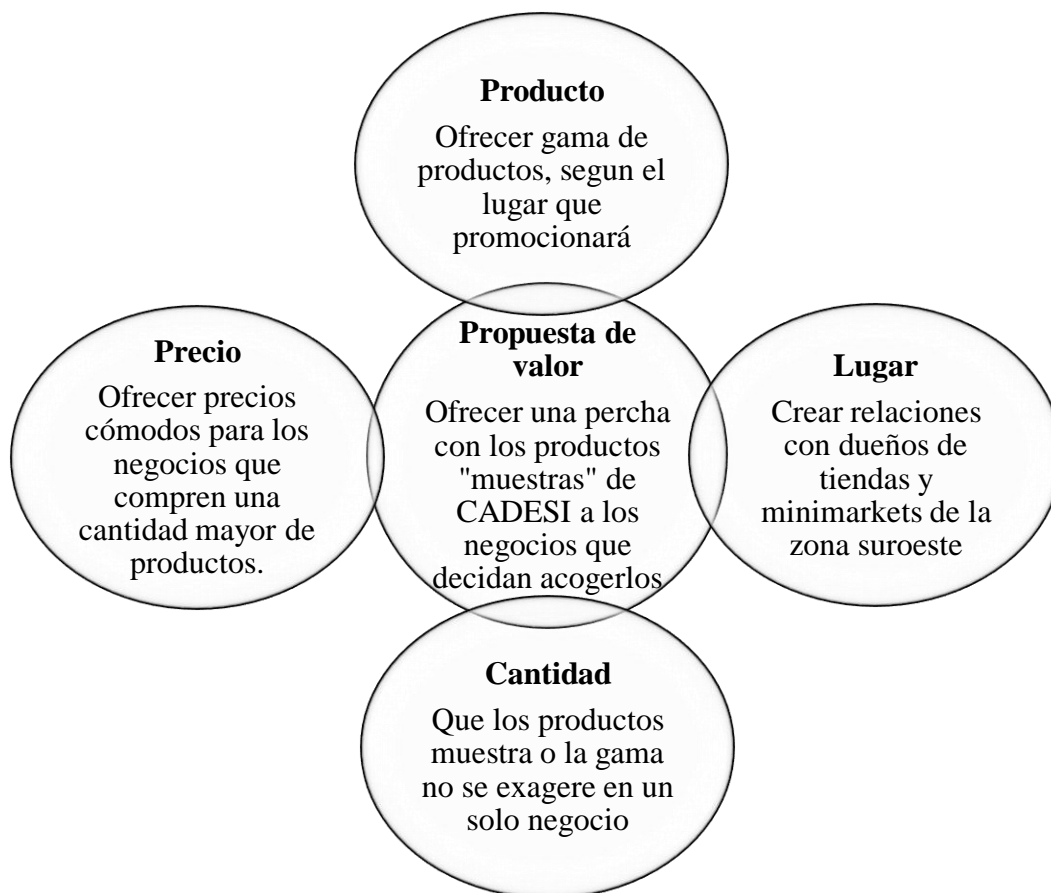 Producto
Ofrecer gama de
productos, segun el
lugar que
promocionará
Precio
Ofrecer precios
cómodos para los
negocios que
compren una
cantidad mayor de
productos.
Propuesta de
valor
Ofrecer una percha
con los productos
"muestras" de
CADESI a los
negocios que
decidan acogerlos
Lugar
Crear relaciones
con dueños de
tiendas y
minimarkets de la
zona suroeste
Cantidad
Que los productos
muestra o la gama
no se exagere en un
solo negocio